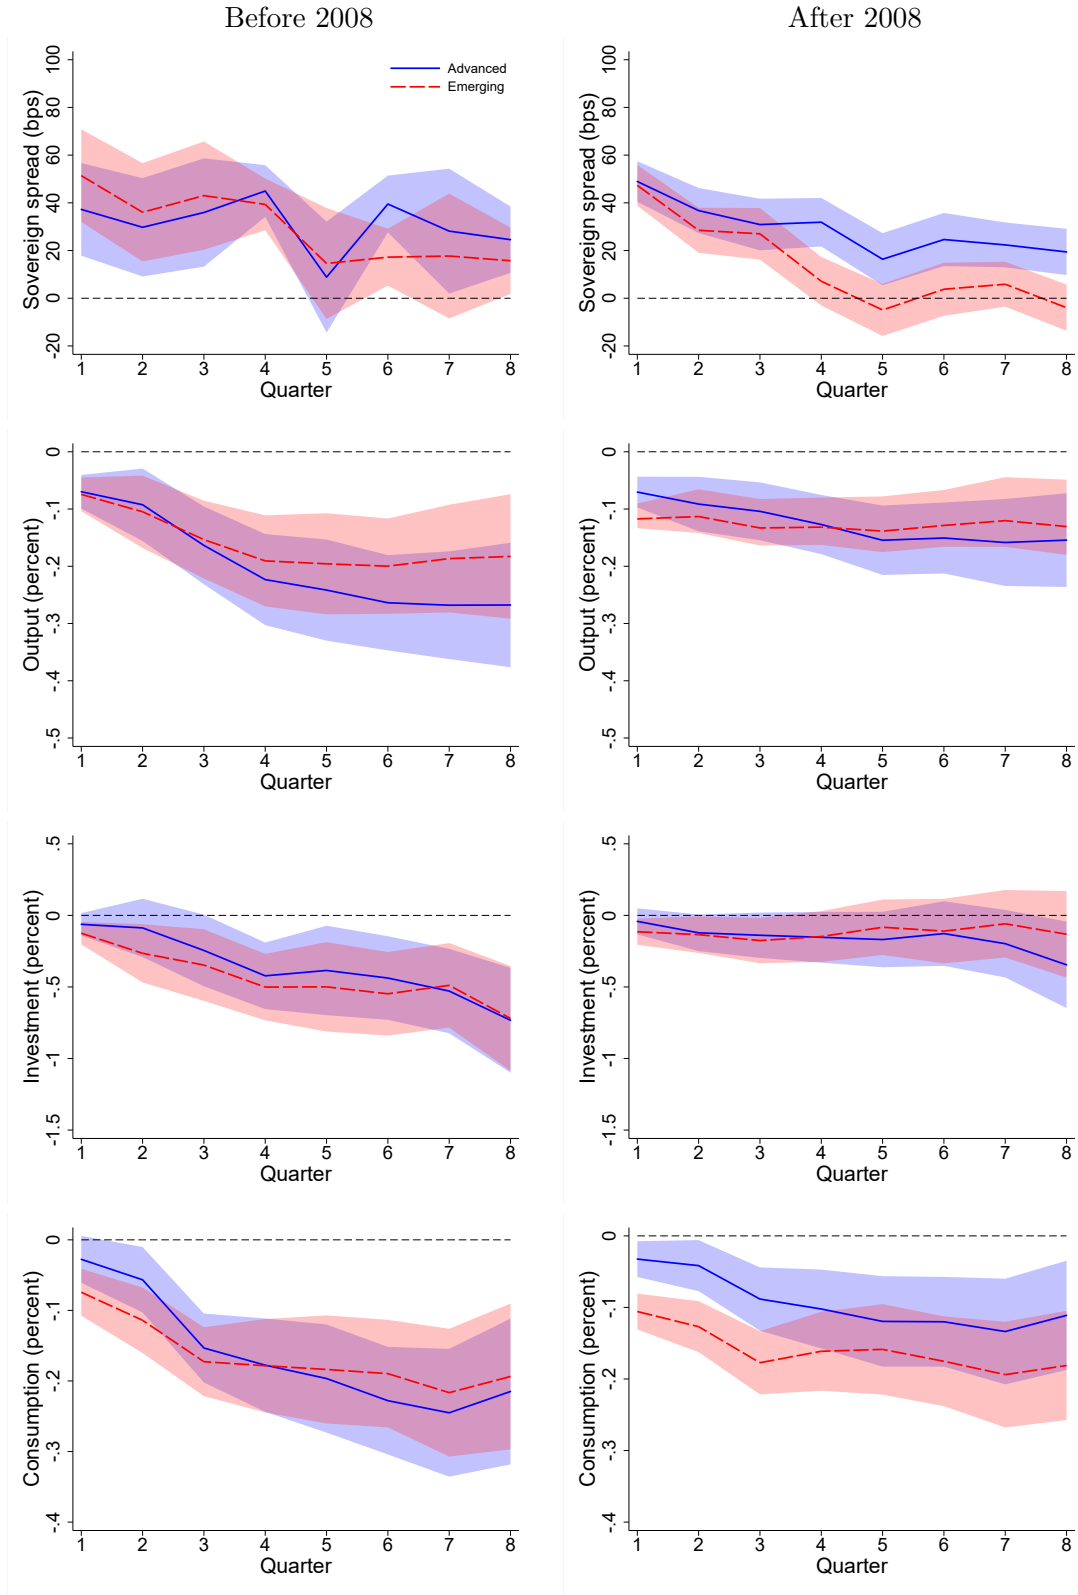 Before 2008
After 2008
Sovereign spread (bps)
100
80
60
40
20
0
-20
Advanced
Emerging
1 2 3 4 5 6 7 8
Quarter
Sovereign spread (bps)
100
80
60
40
20
0
-20
1 2 3 4 5 6 7 8
Quarter
Output (percent)
0
-.1
-.2
-.3
-.4
-.5
1 2 3 4 5 6 7 8
Quarter
Output (percent)
0
-.1
-.2
-.3
-.4
-.5
1 2 3 4 5 6 7 8
Quarter
Investment (percent)
.5
0
-.5
-1
-1.5
1 2 3 4 5 6 7 8
Quarter
Investment (percent)
.5
0
-.5
-1
-1.5
1 2 3 4 5 6 7 8
Quarter
Consumption (percent)
0
-.1
-.2
-.3
-.4
1 2 3 4 5 6 7 8
Quarter
Consumption (percent)
0
-.1
-.2
-.3
-.4
1 2 3 4 5 6 7 8
Quarter